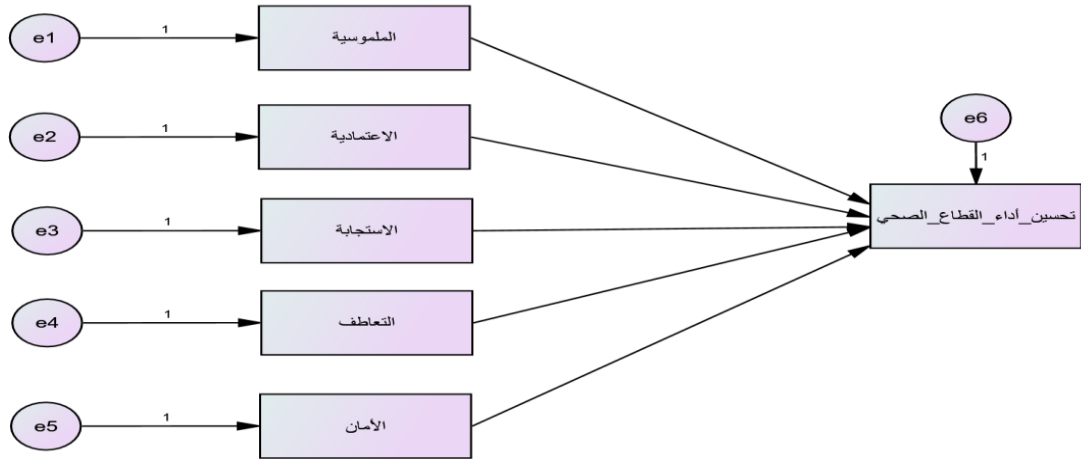 e1
1
الملموسية
e2
1
الاعتمادية
e6
1
e3
1
الاستجابة
تحسين_أداء_القطاع_الصحي
e4
1
التعاطف
e5
1
الأمان